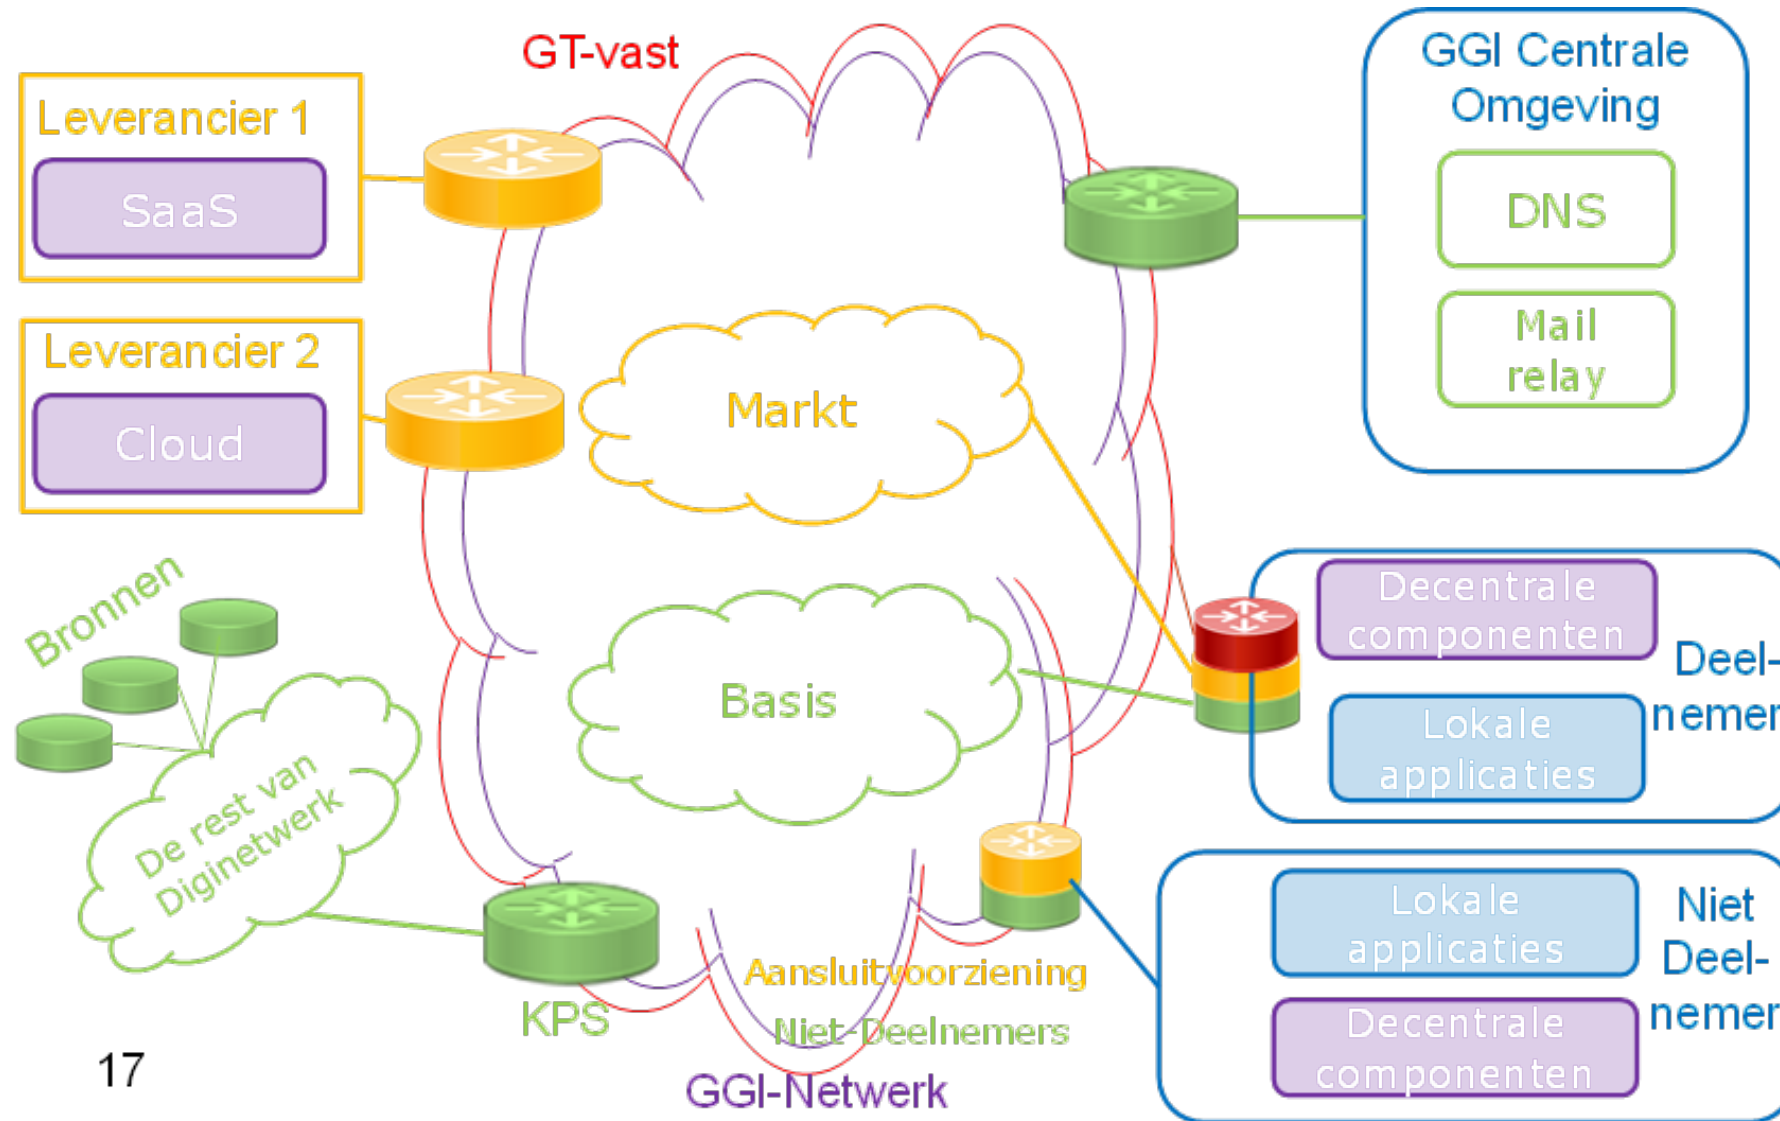 GT-vast
GGI Centrale
Omgeving
Leverancier 1
SaaS
DNS
Mail
relay
Leverancier 2
Cloud
Markt
Bronnen
Decentrale
componenten
Deel-
nemer
Lokale
applicaties
Basis
De rest van
Diginetwerk
Lokale
applicaties
Niet
Deel-
nemer
Decentrale
componenten
Aansluitvoorziening
Niet-Deelnemers
KPS
GGI-Netwerk
17